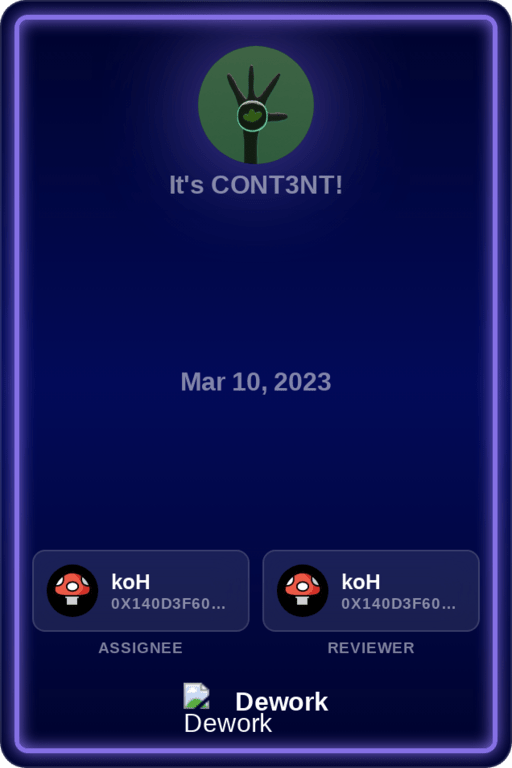 It's CONT3NT!
Mar 10, 2023
koH
0X140D3F60...
koH
0X140D3F60...
ASSIGNEE
REVIEWER
Dework
Dework